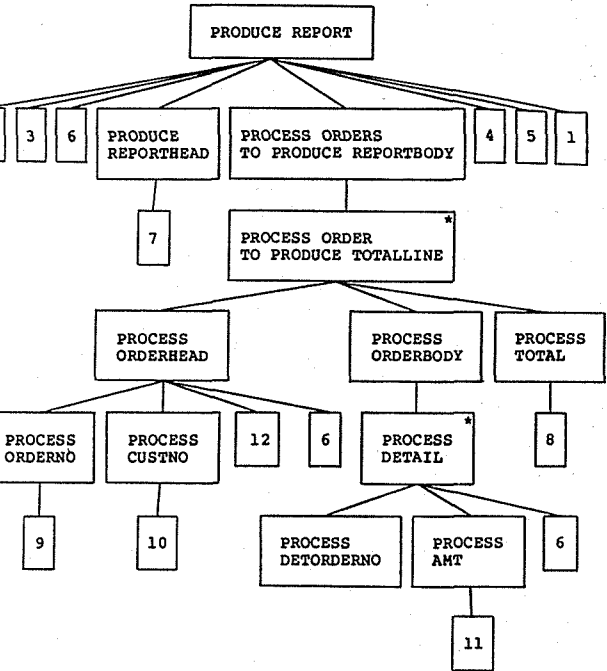 PRODUCE REPORT
3
6
PRODUCE
REPORTHEAD
PROCESS ORDERS
TO PRODUCE REPORTBODY
4
5
1
7
PROCESS ORDER
TO PRODUCE TOTALLINE
*
PROCESS
ORDERHEAD
PROCESS
ORDERBODY
PROCESS
TOTAL
PROCESS
ORDERNO
PROCESS
CUSTNO
12
6
PROCESS
DETAIL
*
8
9
10
PROCESS
DETORDERNO
PROCESS
AMT
6
11